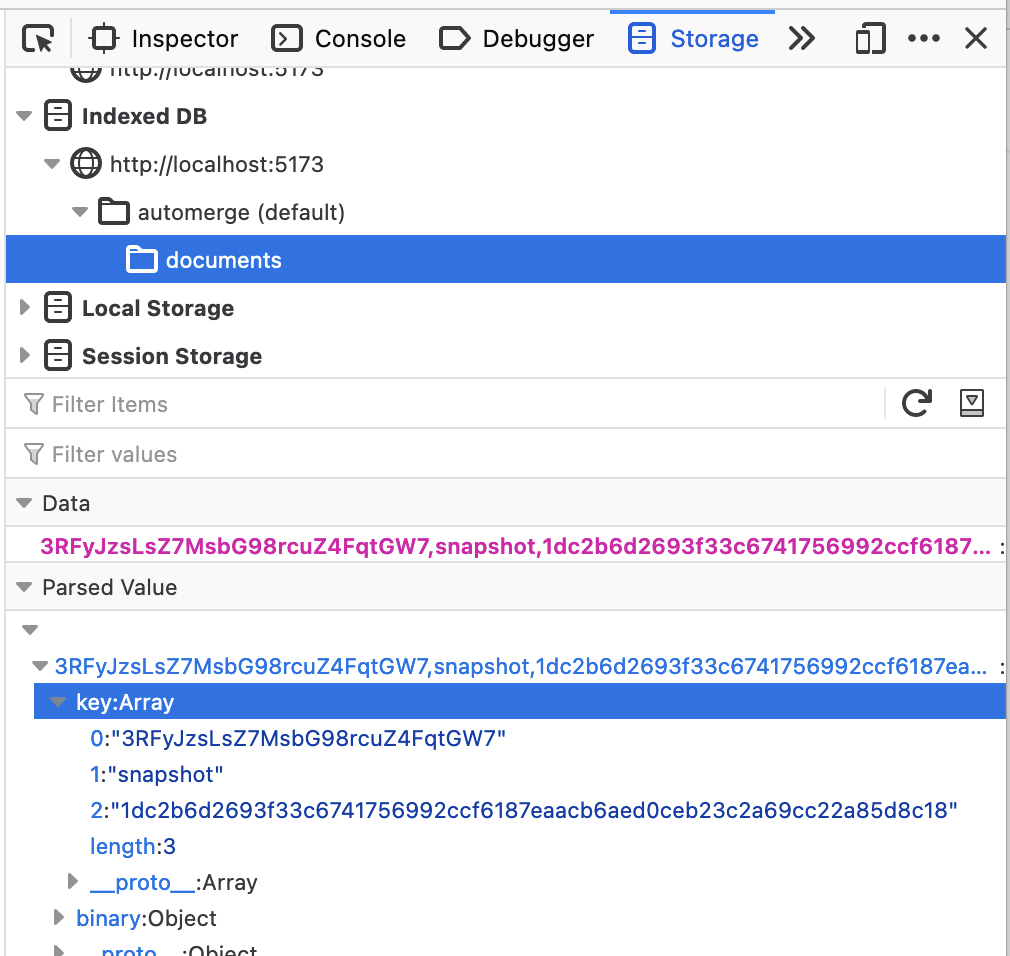 Inspector Console Debugger Storage
http://localhost:5173
Indexed DB
http://localhost:5173
automerge (default)
documents
Local Storage
Session Storage
Filter Items
Filter values
Data
3RFyJzsLsZ7MsbG98rcuZ4FqtGW7,snapshot,1dc2b6d2693f33c6741756992ccf6187... :
Parsed Value
3RFyJzsLsZ7MsbG98rcuZ4FqtGW7,snapshot,1dc2b6d2693f33c6741756992ccf6187ea... :
key:Array
0:"3RFyJzsLsZ7MsbG98rcuZ4FqtGW7"
1:"snapshot"
2:"1dc2b6d2693f33c6741756992ccf6187eaacb6aed0ceb23c2a69cc22a85d8c18"
length:3
__proto__:Array
binary:Object
__proto__:Object